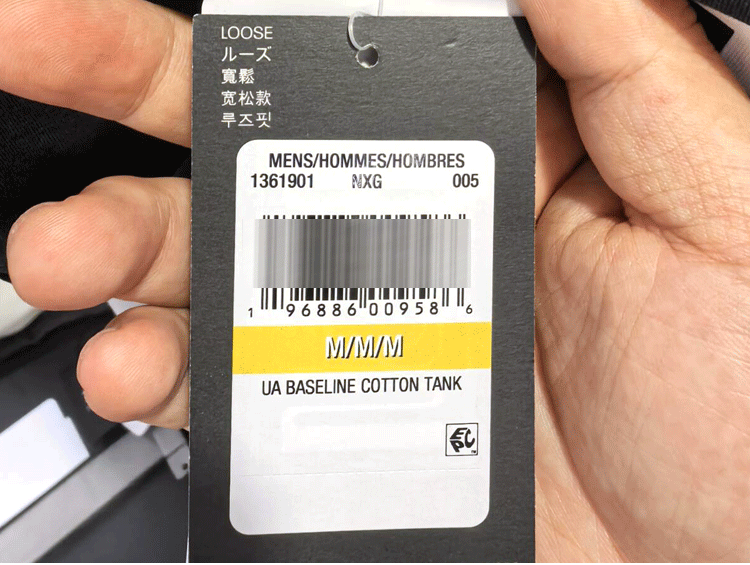 LOOSE
ルーズ
寬鬆
宽松款
루즈핏
MENS/HOMMES/HOMBRES
1361901 NXG 005
1 96886 00958 6
M/M/M
UA BASELINE COTTON TANK
EPC